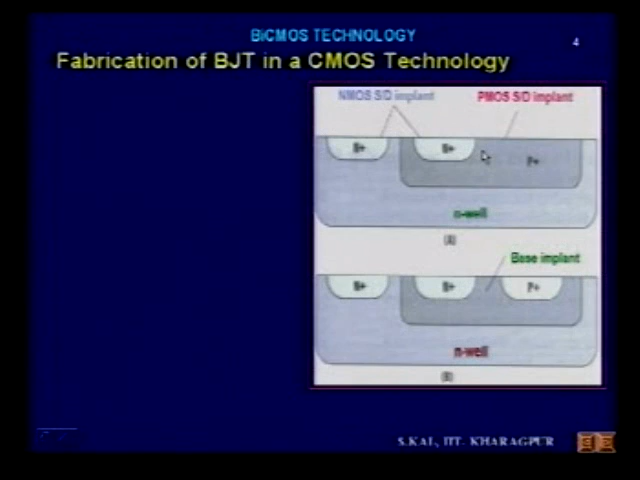 BiCMOS TECHNOLOGY
4
Fabrication of BJT in a CMOS Technology
NMOS S/D implant PMOS S/D implant
N+ N+ P+
n-well
(A)
Base implant
N+ N+ P+
n-well
(B)
S.KAL, IIT- KHARAGPUR